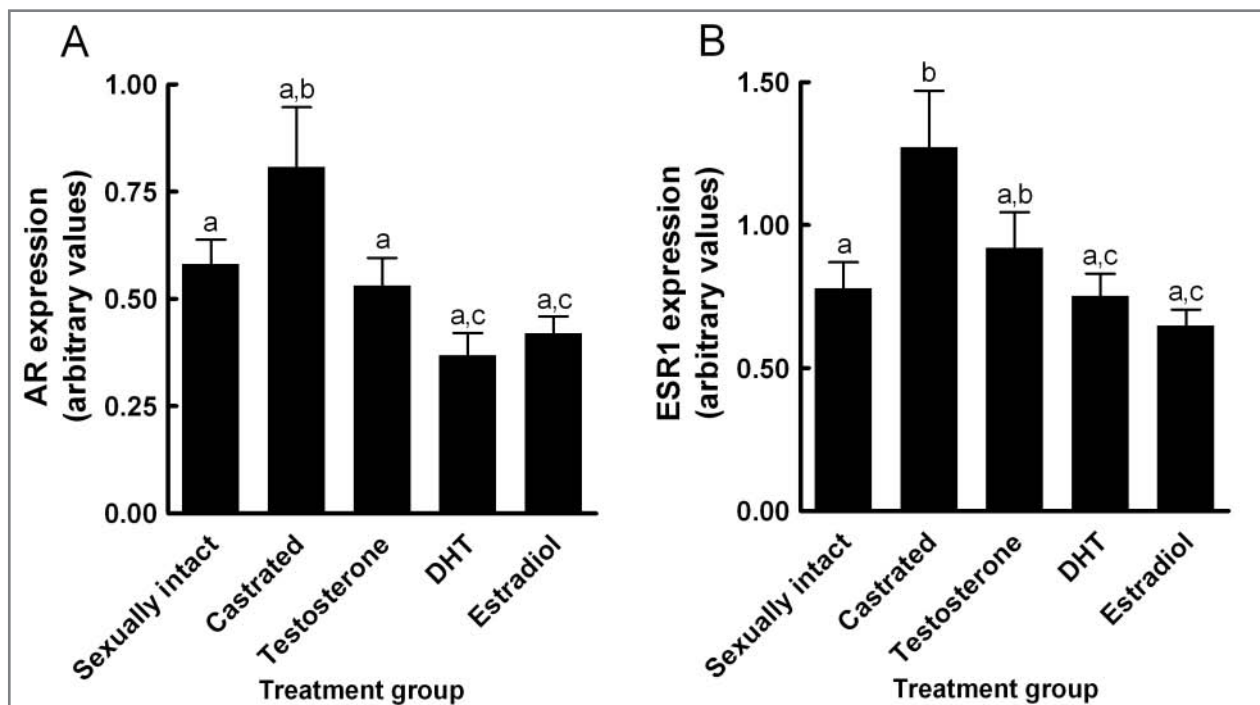 A
AR expression
(arbitrary values)
1.00
0.75
0.50
0.25
0.00
a
a,b
a
a,c
a,c
Sexually intact
Castrated
Testosterone
DHT
Estradiol
Treatment group
B
ESR1 expression
(arbitrary values)
1.50
1.00
0.50
0.00
a
b
a,b
a,c
a,c
Sexually intact
Castrated
Testosterone
DHT
Estradiol
Treatment group